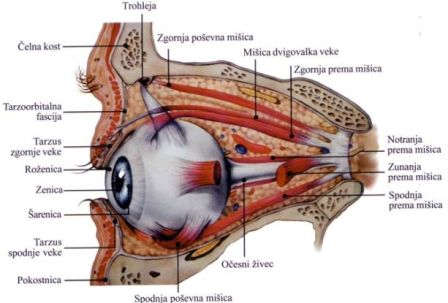 Trohleja
Čelna kost
Zgornja poševna mišica
Mišica dvigovalka veke
Zgornja prema mišica
Tarzoorbitalna
fascija
Tarzus
zgornje veke
Roženica
Zenica
Šarenica
Tarzus
spodnje veke
Pokostnica
Notranja
prema mišica
Zunanja
prema mišica
Spodnja
prema mišica
Očesni živec
Spodnja poševna mišica